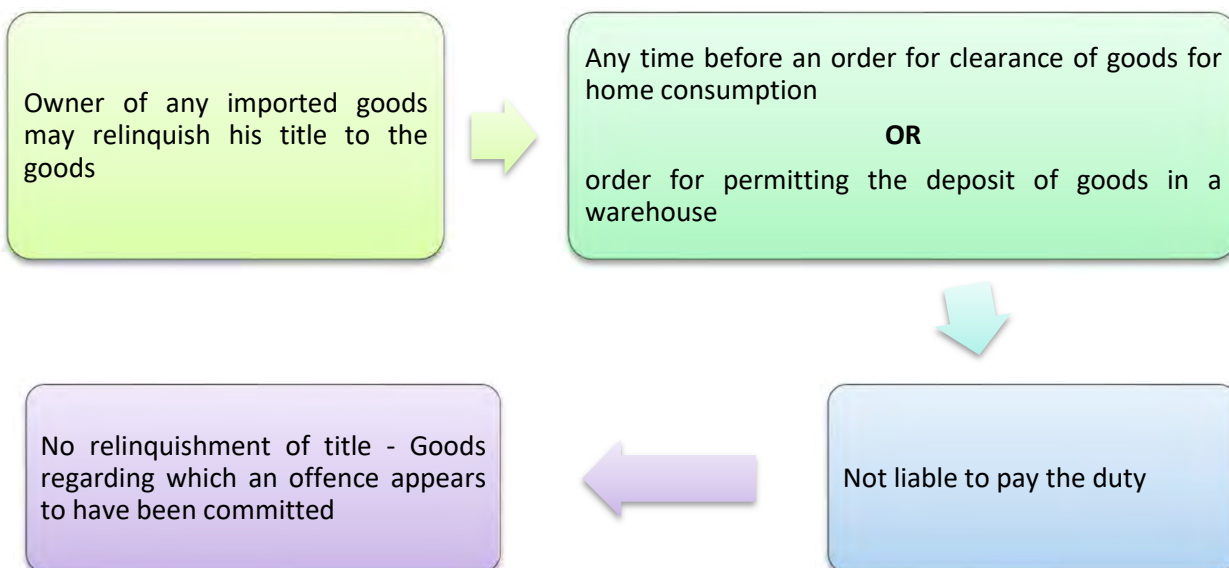 Owner of any imported goods
may relinquish his title to the
goods
Any time before an order for clearance of goods for
home consumption
OR
order for permitting the deposit of goods in a
warehouse
Not liable to pay the duty
No relinquishment of title - Goods
regarding which an offence appears
to have been committed